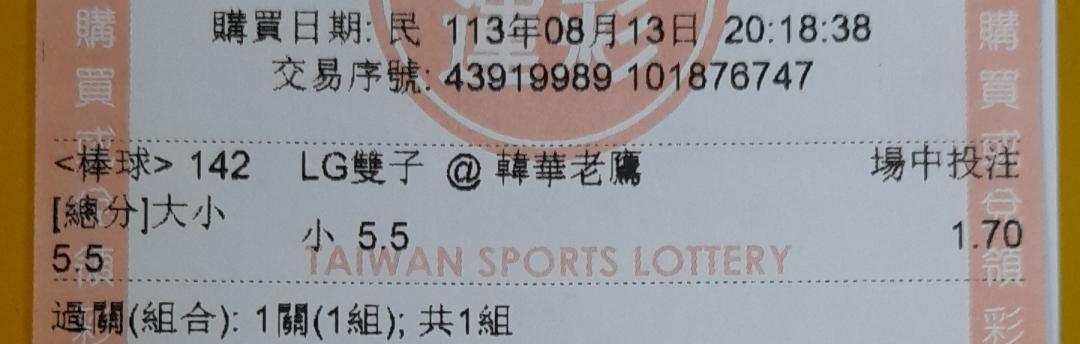 購買日期: 民 113年08月13日 20:18:38
交易序號: 43919989 101876747
<棒球> 142 LG雙子 @ 韓華老鷹 場中投注
[總分]大小
5.5 小 5.5 1.70
TAIWAN SPORTS LOTTERY
過關(組合): 1關(1組); 共1組
購買
購買
領彩